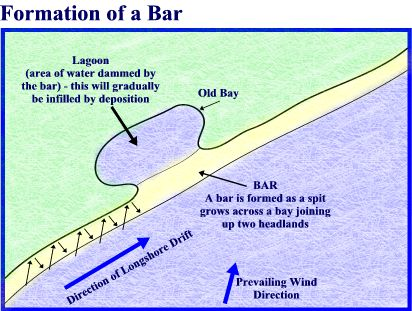 Formation of a Bar
Lagoon
(area of water dammed by
the bar) - this will gradually
be infilled by deposition
Old Bay
BAR
A bar is formed as a spit
grows across a bay joining
up two headlands
Direction of Longshore Drift
Prevailing Wind
Direction